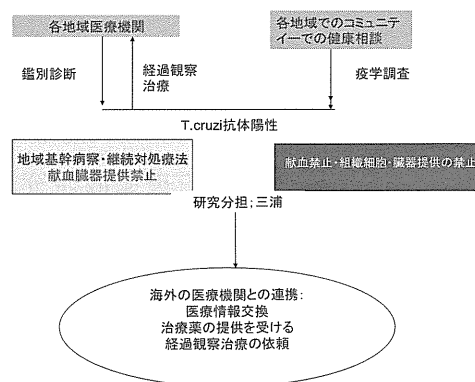 各地域医療機関
各地域でのコミュニテ
ィーでの健康相談
鑑別診断
経過観察
治療
疫学調査
T.cruzi抗体陽性
地域基幹病察・継続対処療法
献血臓器提供禁止
献血禁止・組織細胞・臓器提供の禁止
研究分担;三浦
海外の医療機関との連携:
医療情報交換
治療薬の提供を受ける
経過観察治療の依頼